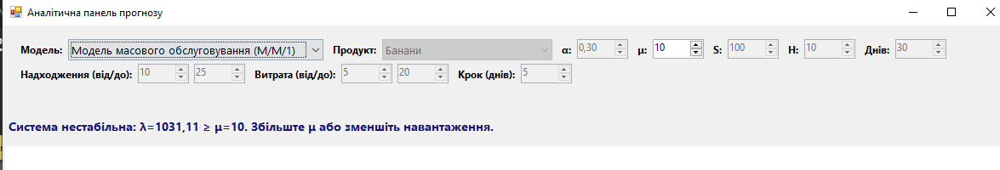 Аналітична панель прогнозу
Модель: Модель масового обслуговування (M/M/1) Продукт: Банани α: 0,30 μ: 10 S: 100 H: 10 Днів: 30
Надходження (від/до): 10 25 Витрата (від/до): 5 20 Крок (днів): 5
Система нестабільна: λ=1031,11 ≥ μ=10. Збільште μ або зменшіть навантаження.